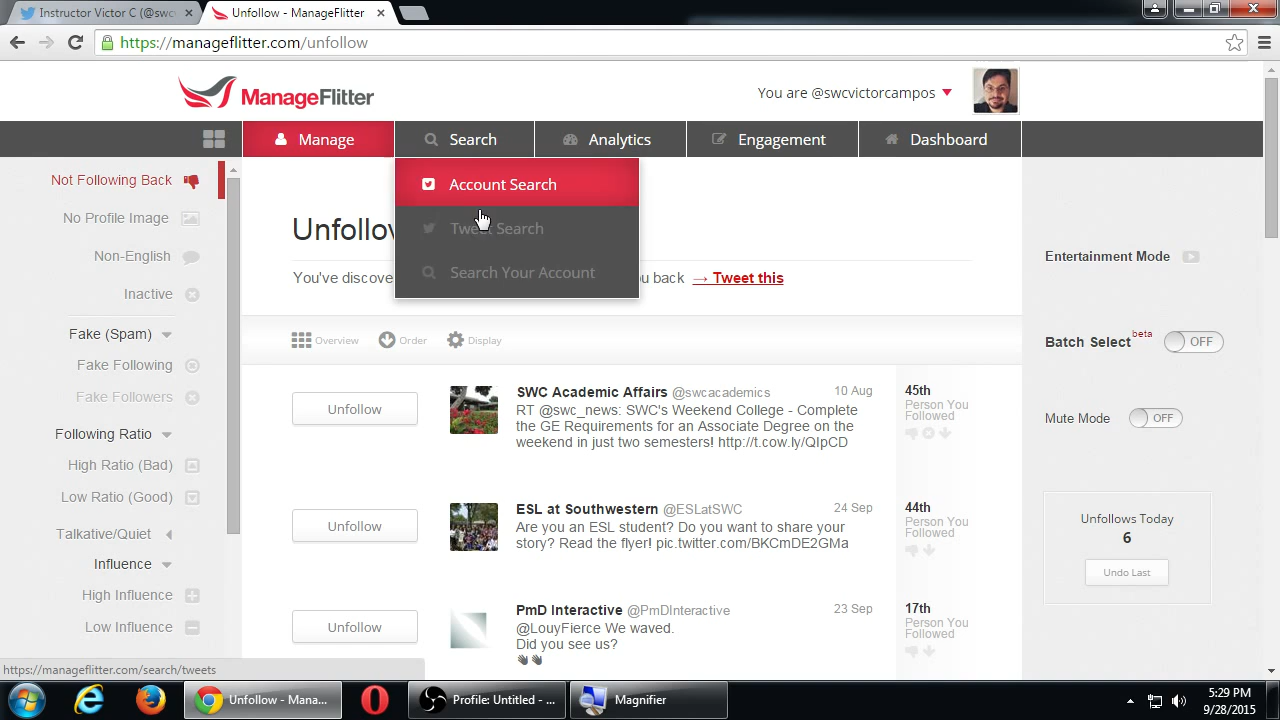 Instructor Victor C (@swc
Unfollow - ManageFlitter
https://manageflitter.com/unfollow
ManageFlitter
You are @swcvictorcampos
Manage
Search
Analytics
Engagement
Dashboard
Account Search
Tweet Search
Search Your Account
Not Following Back
No Profile Image
Non-English
Inactive
Fake (Spam)
Fake Following
Fake Followers
Following Ratio
High Ratio (Bad)
Low Ratio (Good)
Talkative/Quiet
Influence
High Influence
Low Influence
Unfollow
You've discove
u back → Tweet this
Overview
Order
Display
Unfollow
SWC Academic Affairs @swcacademics 10 Aug
RT @swc_news: SWC's Weekend College - Complete
the GE Requirements for an Associate Degree on the
weekend in just two semesters! http://t.cow.ly/QIpCD
45th
Person You
Followed
Unfollow
ESL at Southwestern @ESLatSWC 24 Sep
Are you an ESL student? Do you want to share your
story? Read the flyer! pic.twitter.com/BKCmDE2GMa
44th
Person You
Followed
Unfollow
PmD Interactive @PmDInteractive 23 Sep
@LouyFierce We waved.
Did you see us?
17th
Person You
Followed
Entertainment Mode
Batch Select beta OFF
Mute Mode OFF
Unfollows Today
6
Undo Last
https://manageflitter.com/search/tweets
Unfollow - Mana...
Profile: Untitled - ...
Magnifier
5:29 PM
9/28/2015